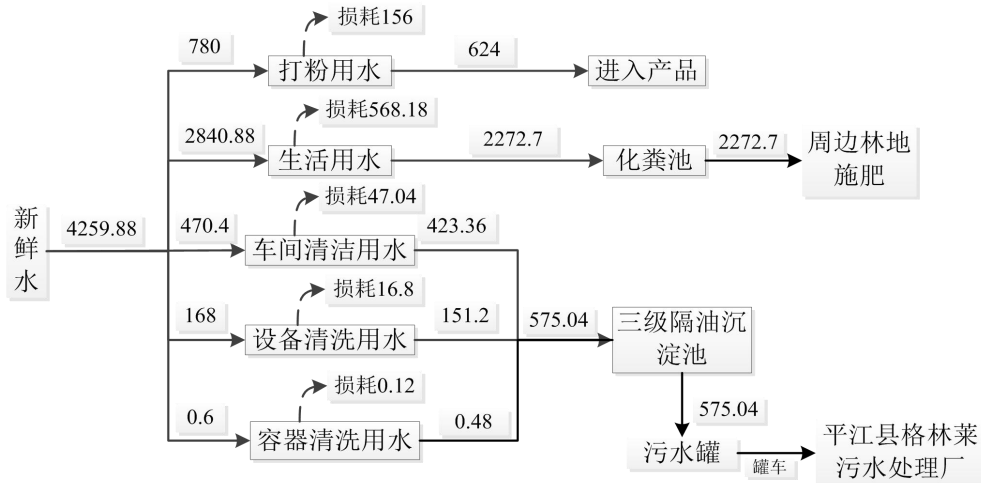 损耗156
780
624
打粉用水
进入产品
损耗568.18
2840.88
2272.7
2272.7
生活用水
化粪池
周边林地
施肥
损耗47.04
新
鲜
水
4259.88
470.4
423.36
车间清洁用水
损耗16.8
168
151.2
575.04
设备清洗用水
三级隔油沉
淀池
损耗0.12
0.6
0.48
575.04
容器清洗用水
污水罐
罐车
平江县格林莱
污水处理厂